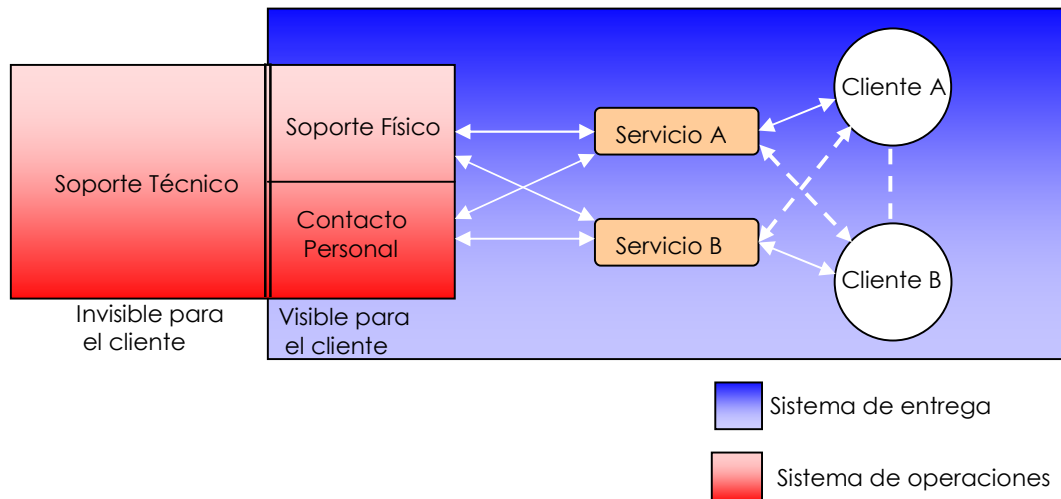 Soporte Técnico
Soporte Físico
Contacto
Personal
Servicio A
Servicio B
Cliente A
Cliente B
Invisible para
el cliente
Visible para
el cliente
Sistema de entrega
Sistema de operaciones